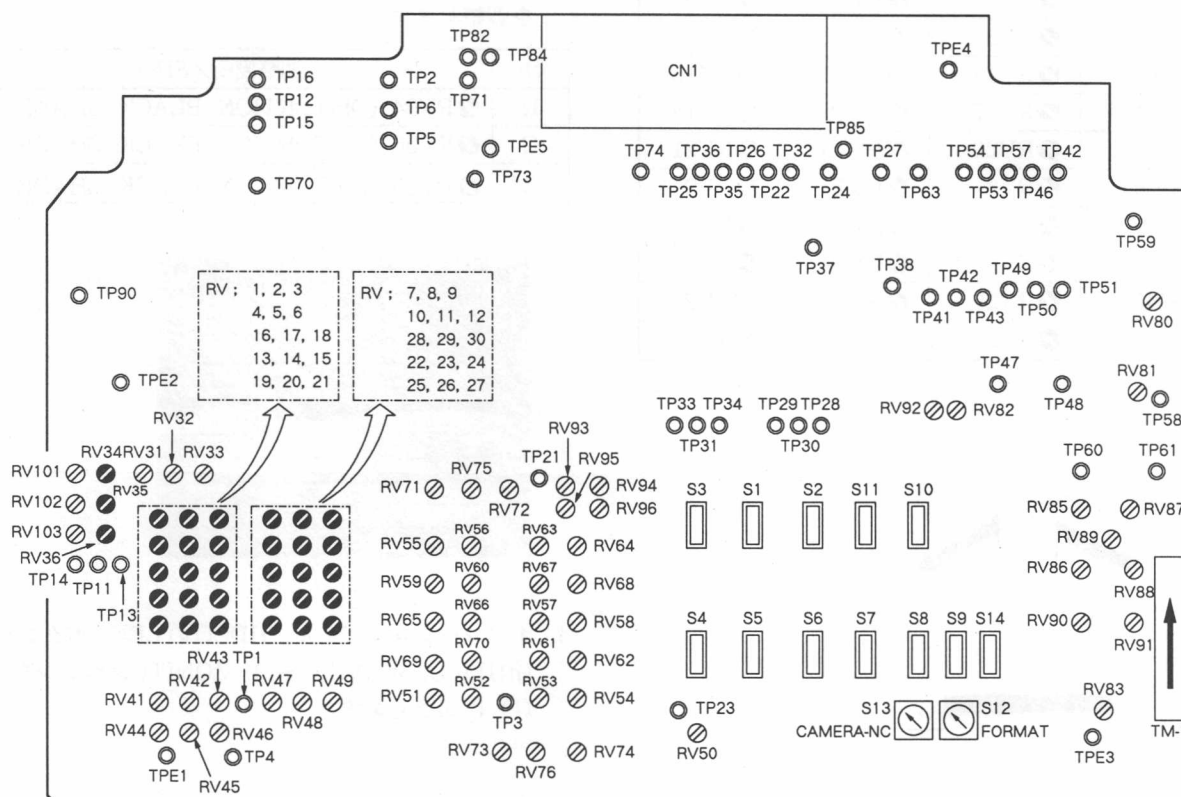 TP82
TP84
TP16
TP2
CN1
TPE4
TP12
TP6
TP71
TP15
TP5
TP85
TPE5
TP74 TP36 TP26 TP32 TP27 TP54 TP57 TP42
TP70
TP73
TP25 TP35 TP22 TP24 TP63 TP53 TP46
TP59
TP37
TP38 TP42 TP49
TP51
TP90
RV ; 1, 2, 3
4, 5, 6
16, 17, 18
13, 14, 15
19, 20, 21
RV ; 7, 8, 9
10, 11, 12
28, 29, 30
22, 23, 24
25, 26, 27
TP41 TP43 TP50
RV80
TPE2
TP47
TP48
RV81
TP58
RV92 RV82
TP33 TP34 TP29 TP28
TP31 TP30
RV32
RV34 RV31 RV33
RV93
RV95
TP21
RV101
RV75
TP60 TP61
RV35
RV71
RV72
RV94
RV102
RV96
S3 S1 S2 S11 S10
RV85 RV87
RV103
RV56 RV63
RV89
RV36
RV55 RV64
TP14 TP11
RV60 RV67
RV86
RV59 RV68
RV88
TP13
RV66 RV57
RV65 RV58
S4 S5 S6 S7 S8 S9 S14
RV90
RV91
RV70 RV61
RV43 TP1
RV69 RV62
RV42 RV47 RV49
RV52 RV53
RV83
RV41
RV51 RV54
RV48
TP3
TP23
S13 S12
RV44 RV46
CAMERA-NC FORMAT
TM-
RV73 RV74
RV50
TPE1 TP4
RV76
TPE3
RV45